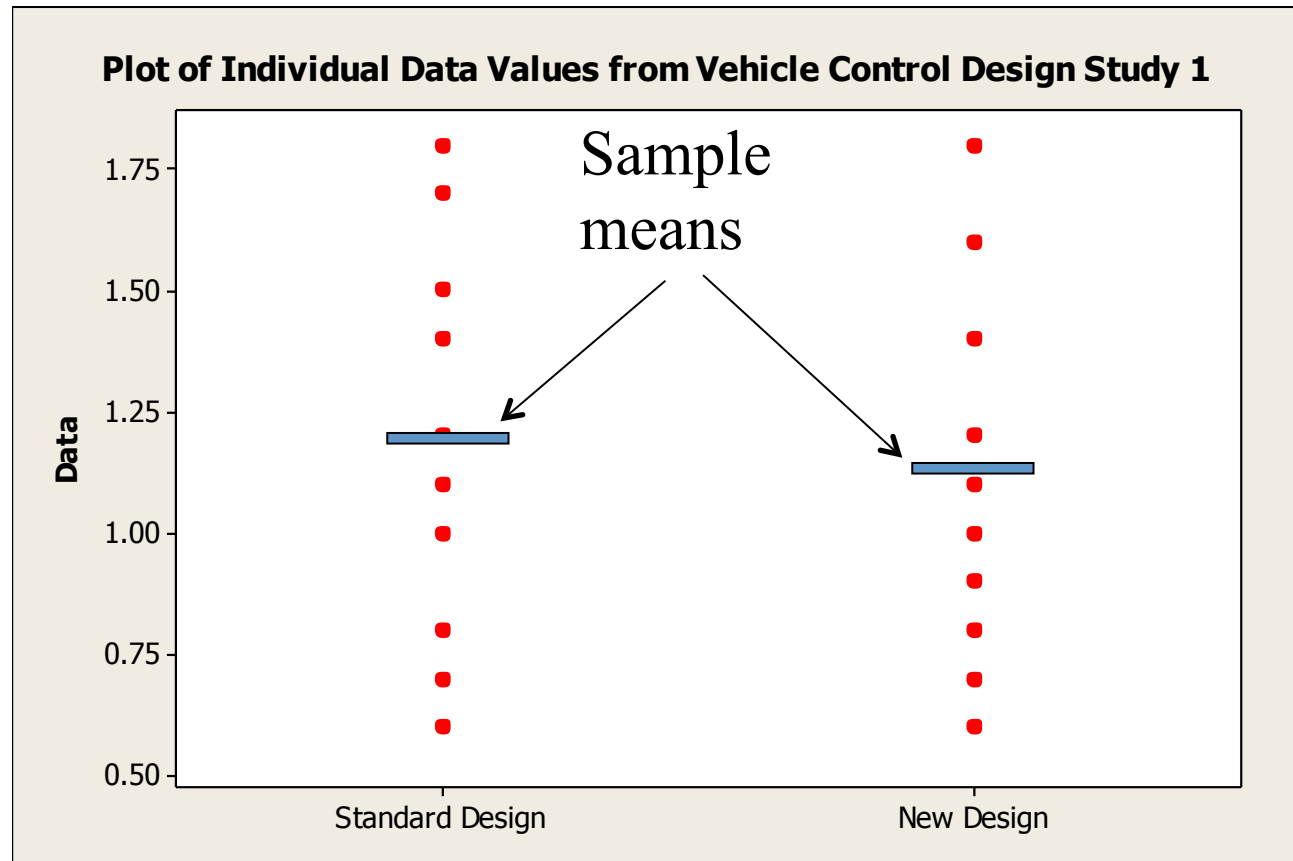 Plot of Individual Data Values from Vehicle Control Design Study 1
Sample
means
1.75
1.50
1.25
1.00
0.75
0.50
Data
Standard Design
New Design